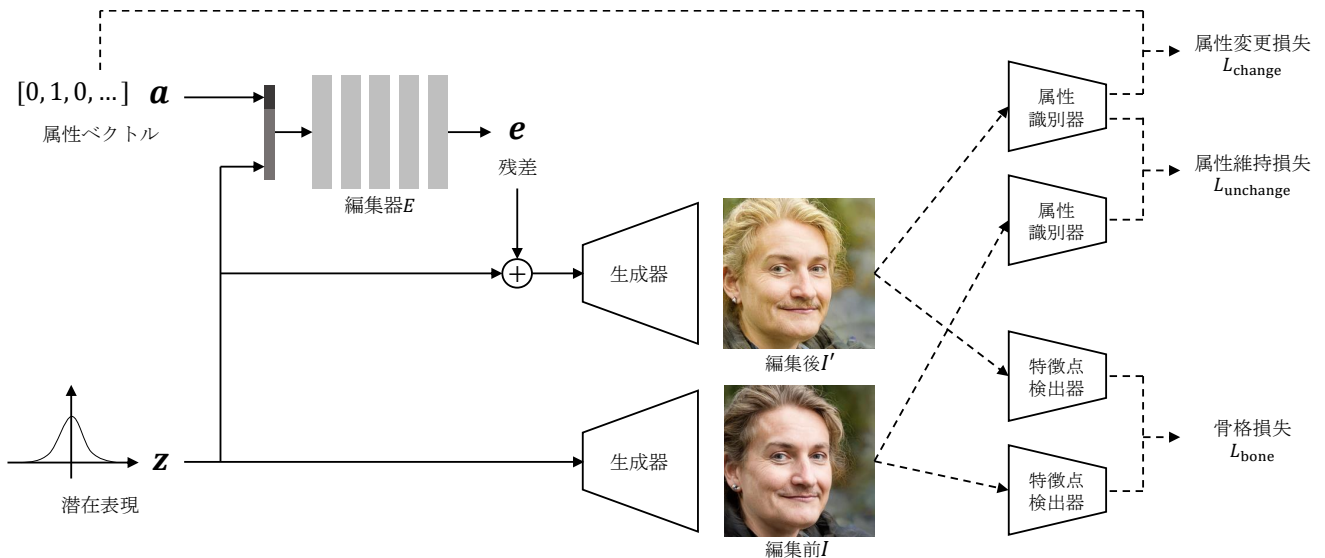 [0, 1, 0, …] a
属性ベクトル
編集器E
e
残差
z
潜在表現
+
生成器
生成器
編集後I′
編集前I
属性
識別器
属性
識別器
特徴点
検出器
特徴点
検出器
属性変更損失
L_change
属性維持損失
L_unchange
骨格損失
L_bone